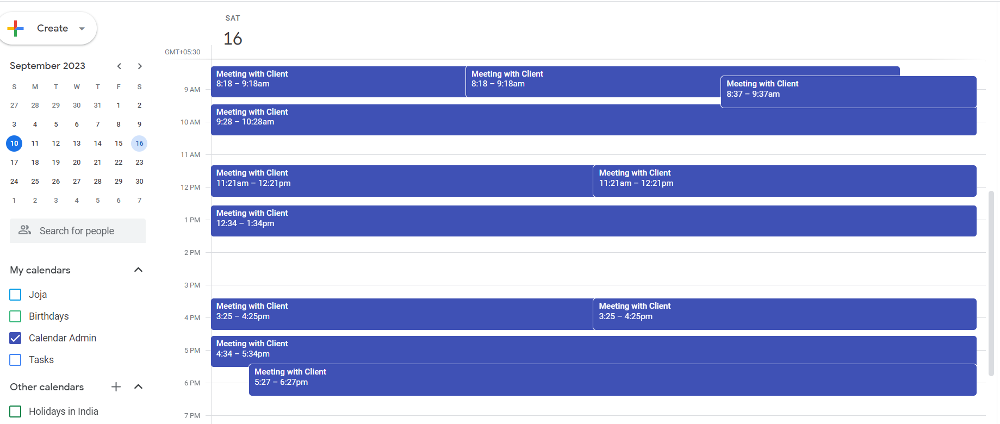 Create
September 2023
S M T W T F S
27 28 29 30 31 1 2
3 4 5 6 7 8 9
10 11 12 13 14 15 16
17 18 19 20 21 22 23
24 25 26 27 28 29 30
1 2 3 4 5 6 7
Search for people
My calendars
Joja
Birthdays
Calendar Admin
Tasks
Other calendars
Holidays in India
SAT
16
GMT+05:30
Meeting with Client
8:18 – 9:18am
Meeting with Client
8:18 – 9:18am
Meeting with Client
8:37 – 9:37am
9 AM
Meeting with Client
9:28 – 10:28am
10 AM
11 AM
Meeting with Client
11:21am – 12:21pm
Meeting with Client
11:21am – 12:21pm
12 PM
Meeting with Client
12:34 – 1:34pm
1 PM
2 PM
3 PM
Meeting with Client
3:25 – 4:25pm
Meeting with Client
3:25 – 4:25pm
4 PM
Meeting with Client
4:34 – 5:34pm
5 PM
Meeting with Client
5:27 – 6:27pm
6 PM
7 PM